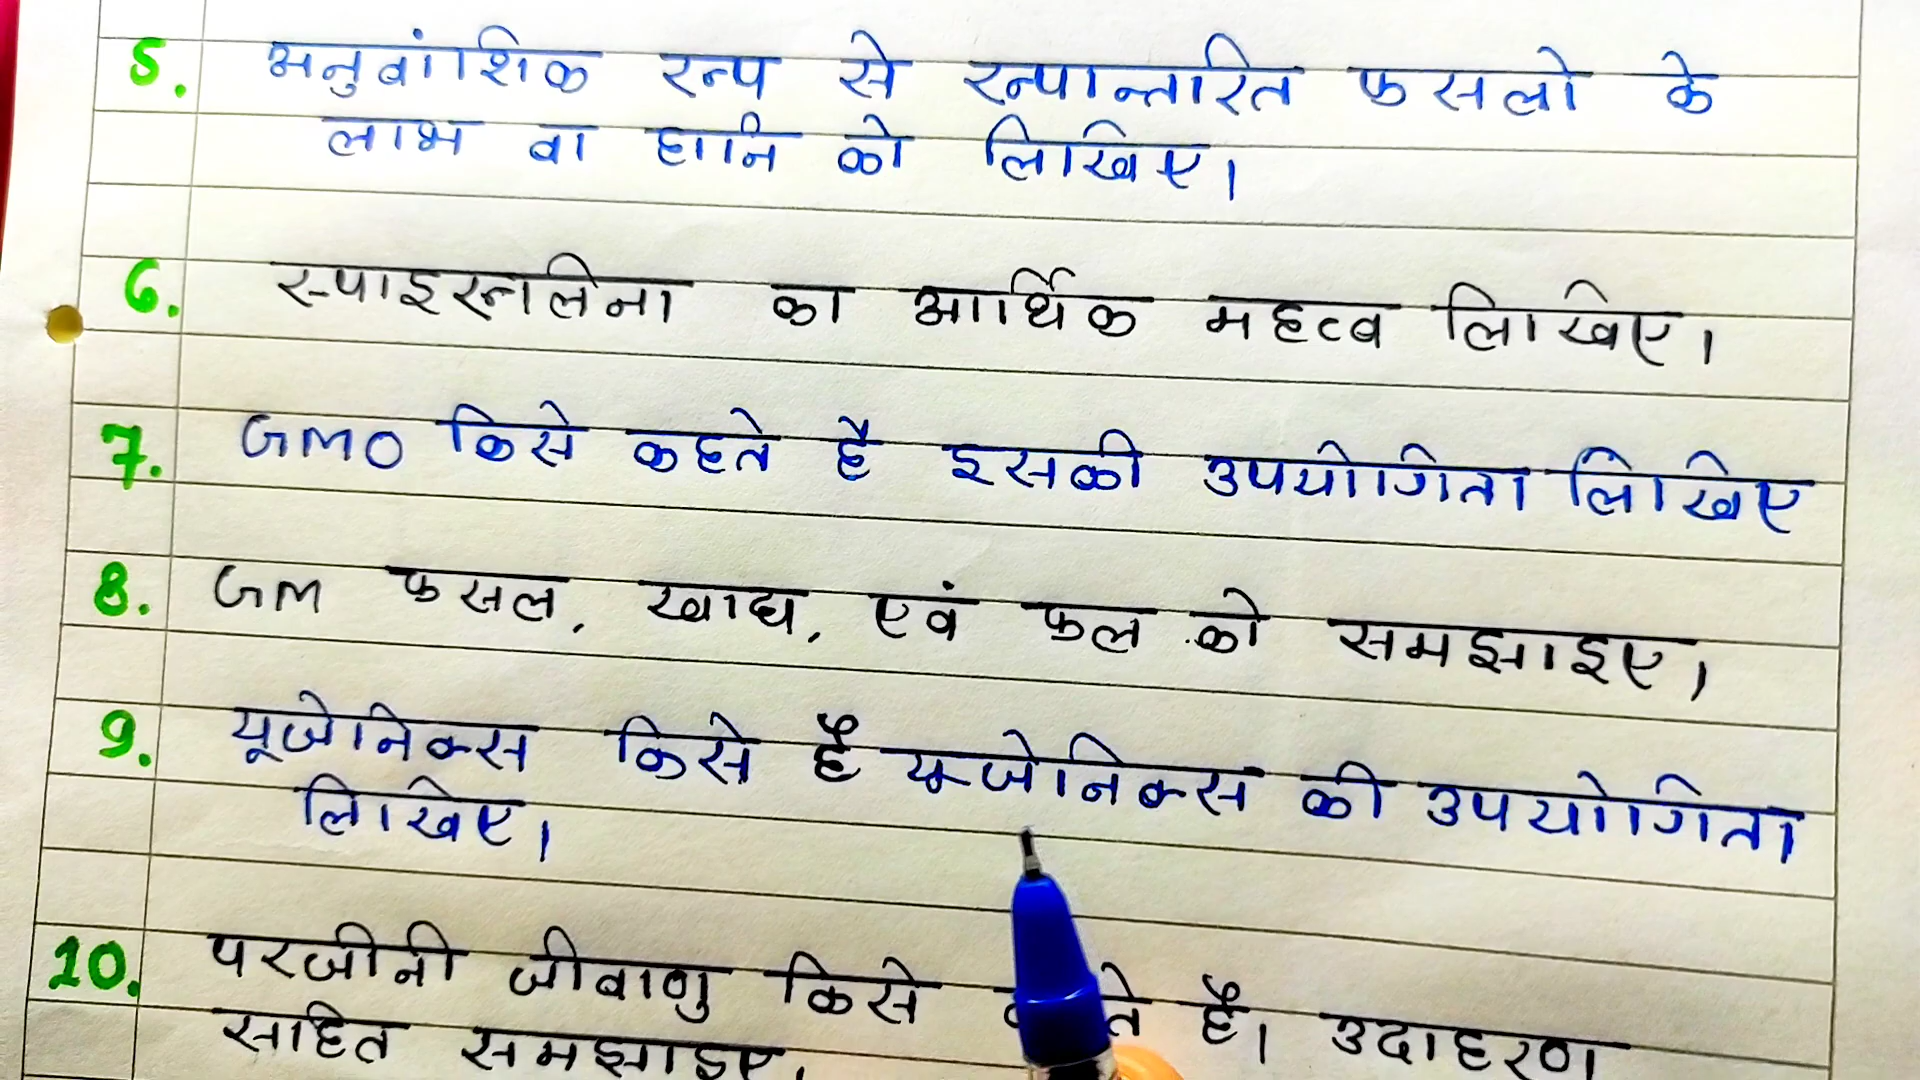 5. अनुवांशिक रूप से रूपान्तरित फसलो के
लाभ वा हानि को लिखिए।
6. स्पाइरूलिना का आर्थिक महत्व लिखिए।
7. GMO किसे कहते है इसकी उपयोगिता लिखिए
8. GM फसल, खाद्य, एवं फल को समझाइए।
9. यूजेनिक्स किसे है यूजेनिक्स की उपयोगिता
लिखिए।
10. परजीनी जीवाणु किसे है। उदाहरण
सहित समझाइए।